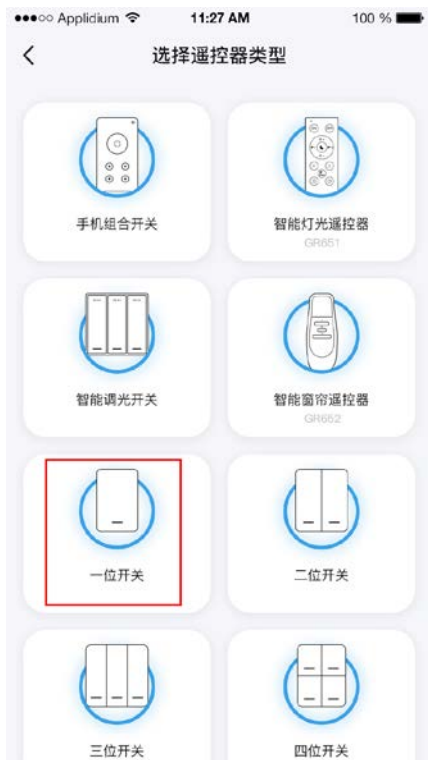 Applidium 11:27 AM 100 %
选择遥控器类型
手机组合开关
智能灯光遥控器
GR651
智能调光开关
智能窗帘遥控器
GR652
一位开关
二位开关
三位开关
四位开关